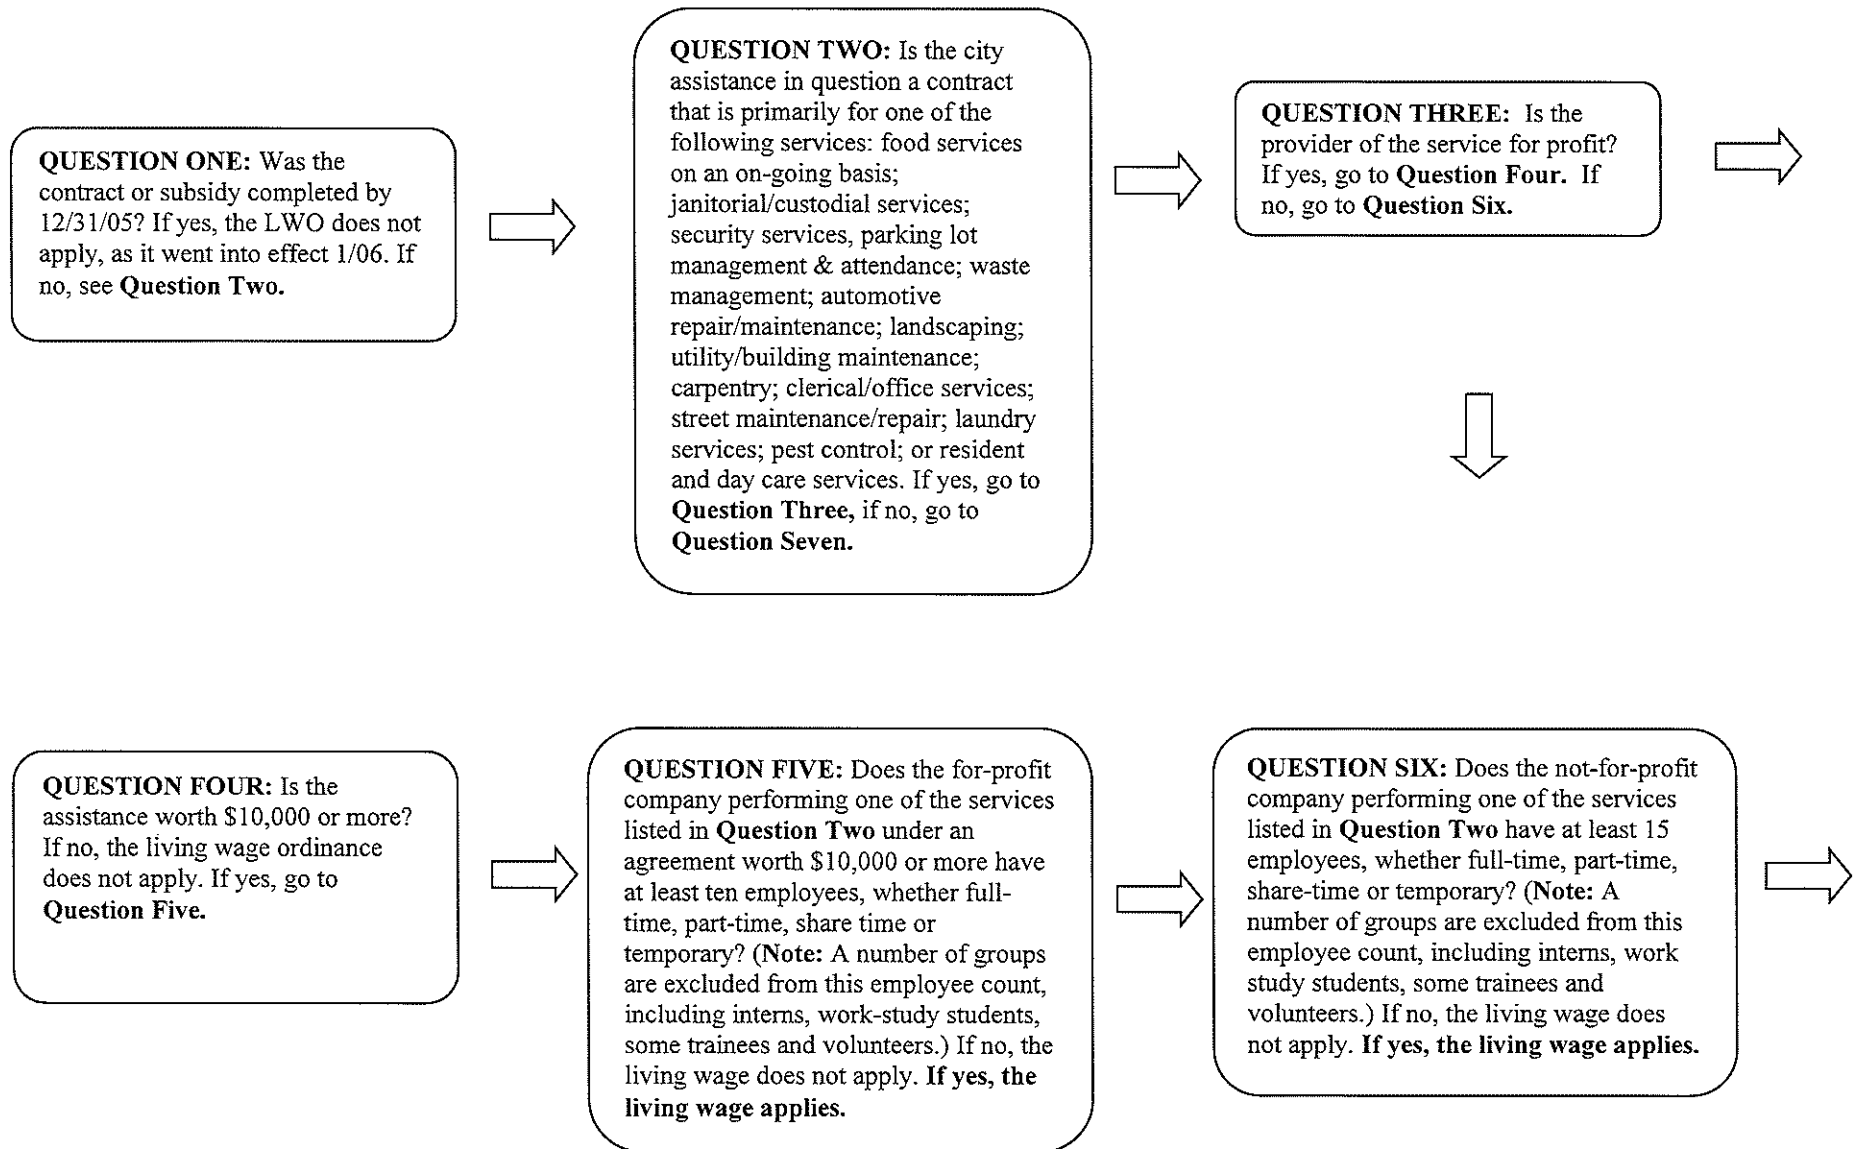 QUESTION ONE: Was the
contract or subsidy completed by
12/31/05? If yes, the LWO does not
apply, as it went into effect 1/06. If
no, see Question Two.
QUESTION TWO: Is the city
assistance in question a contract
that is primarily for one of the
following services: food services
on an on-going basis;
janitorial/custodial services;
security services, parking lot
management & attendance; waste
management; automotive
repair/maintenance; landscaping;
utility/building maintenance;
carpentry; clerical/office services;
street maintenance/repair; laundry
services; pest control; or resident
and day care services. If yes, go to
Question Three, if no, go to
Question Seven.
QUESTION THREE: Is the
provider of the service for profit?
If yes, go to Question Four. If
no, go to Question Six.
QUESTION FOUR: Is the
assistance worth $10,000 or more?
If no, the living wage ordinance
does not apply. If yes, go to
Question Five.
QUESTION FIVE: Does the for-profit
company performing one of the services
listed in Question Two under an
agreement worth $10,000 or more have
at least ten employees, whether full-
time, part-time, share time or
temporary? (Note: A number of groups
are excluded from this employee count,
including interns, work-study students,
some trainees and volunteers.) If no, the
living wage does not apply. If yes, the
living wage applies.
QUESTION SIX: Does the not-for-profit
company performing one of the services
listed in Question Two have at least 15
employees, whether full-time, part-time,
share-time or temporary? (Note: A
number of groups are excluded from this
employee count, including interns, work
study students, some trainees and
volunteers.) If no, the living wage does
not apply. If yes, the living wage applies.